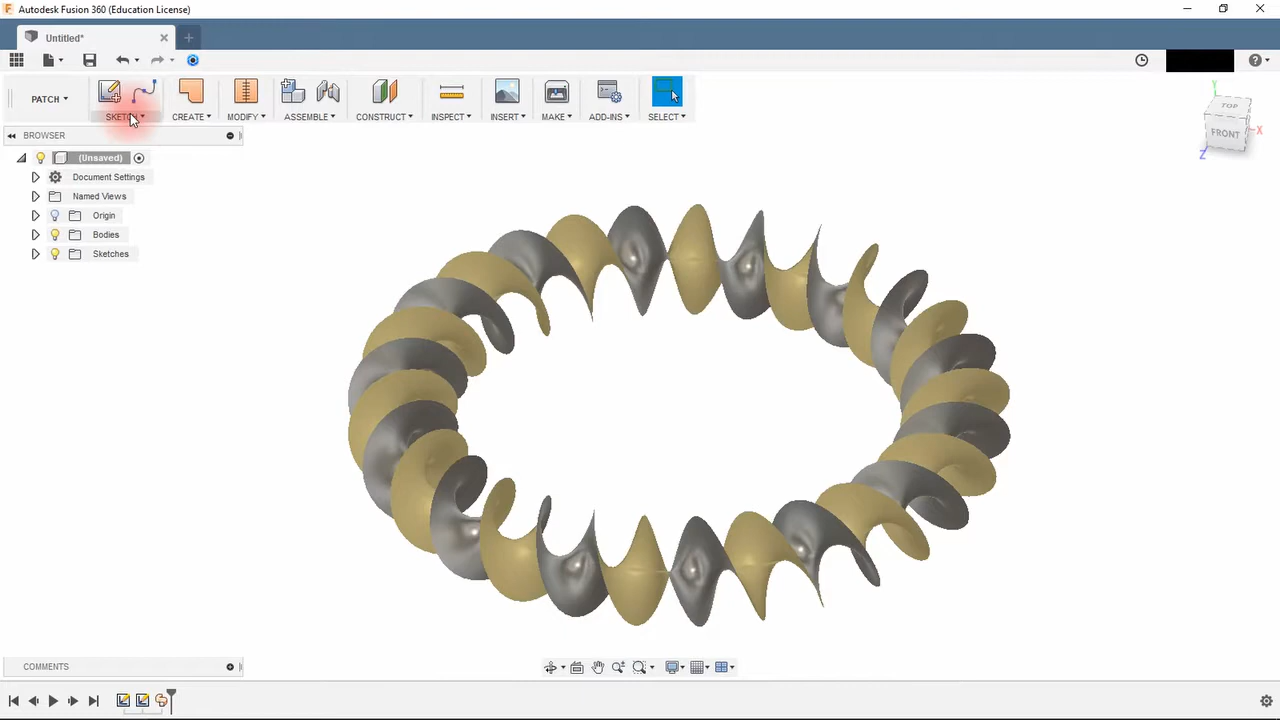 Autodesk Fusion 360 (Education License)
Untitled*
PATCH
SKETCH
CREATE
MODIFY
ASSEMBLE
CONSTRUCT
INSPECT
INSERT
MAKE
ADD-INS
SELECT
BROWSER
(Unsaved)
Document Settings
Named Views
Origin
Bodies
Sketches
Y
TOP
FRONT
X
Z
COMMENTS